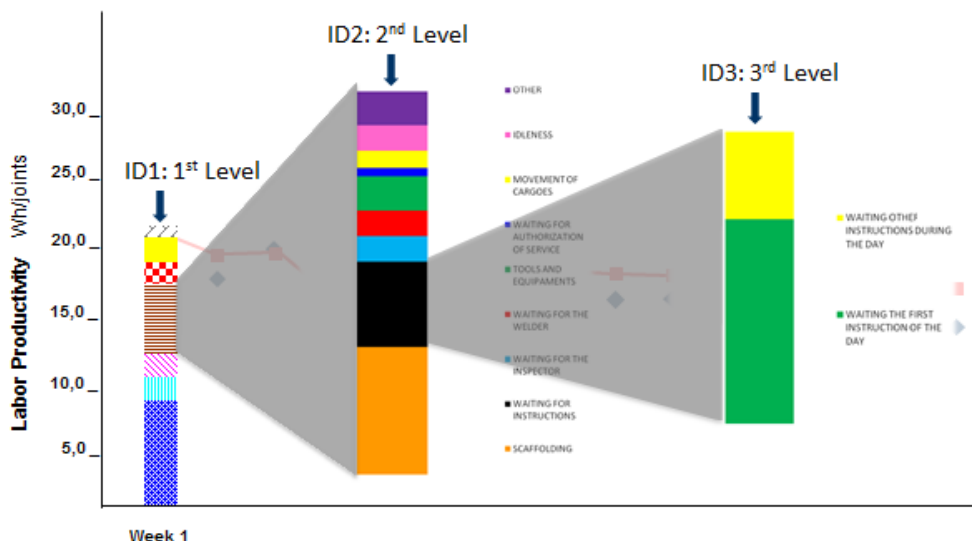 ID2: 2nd Level
ID3: 3rd Level
ID1: 1st Level
Labor Productivity Wh/joints
30,0
25,0
20,0
15,0
10,0
5,0
OTHER
IDLENESS
MOVEMENT OF
CARGOES
WAITING FOR
AUTHORIZATION
OF SERVICE
TOOLS AND
EQUIPAMENTS
WAITING FOR THE
WELDER
WAITING FOR THE
INSPECTOR
WAITING FOR
INSTRUCTIONS
SCAFFOLDING
WAITING OTHEF
INSTRUCTIONS DURING
THE DAY
WAITING THE FIRST
INSTRUCTION OF THE
DAY
Week 1